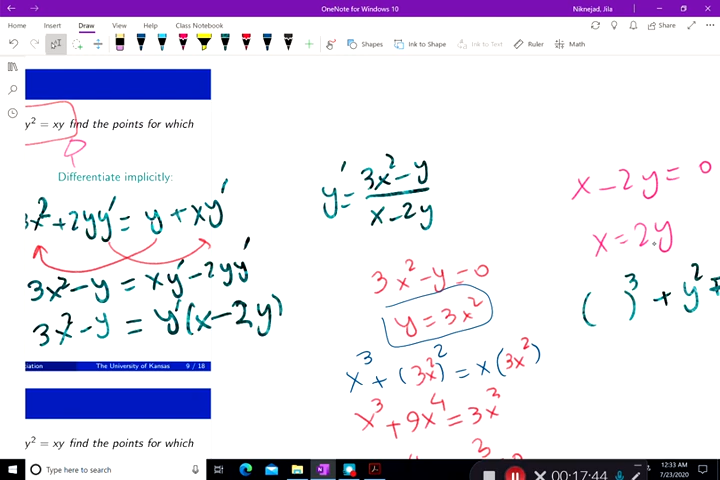 OneNote for Windows 10
Niknejad, Jila
Home Insert Draw View Help Class Notebook
Share
Shapes Ink to Shape Ink to Text Ruler Math
y² = xy find the points for which
Differentiate implicitly:
3x² + 2yy' = y + xy'
3x² - y = xy' - 2yy'
3x² - y = y'(x - 2y)
y' = (3x² - y)/(x - 2y)
3x² - y = 0
y = 3x²
x³ + (3x²)² = x(3x²)
x³ + 9x⁴ = 3x³
x - 2y = 0
x = 2y
( )³ + y² =
The University of Kansas 9 / 18
y² = xy find the points for which
Type here to search
00:17:44
12:33 AM
7/23/2020